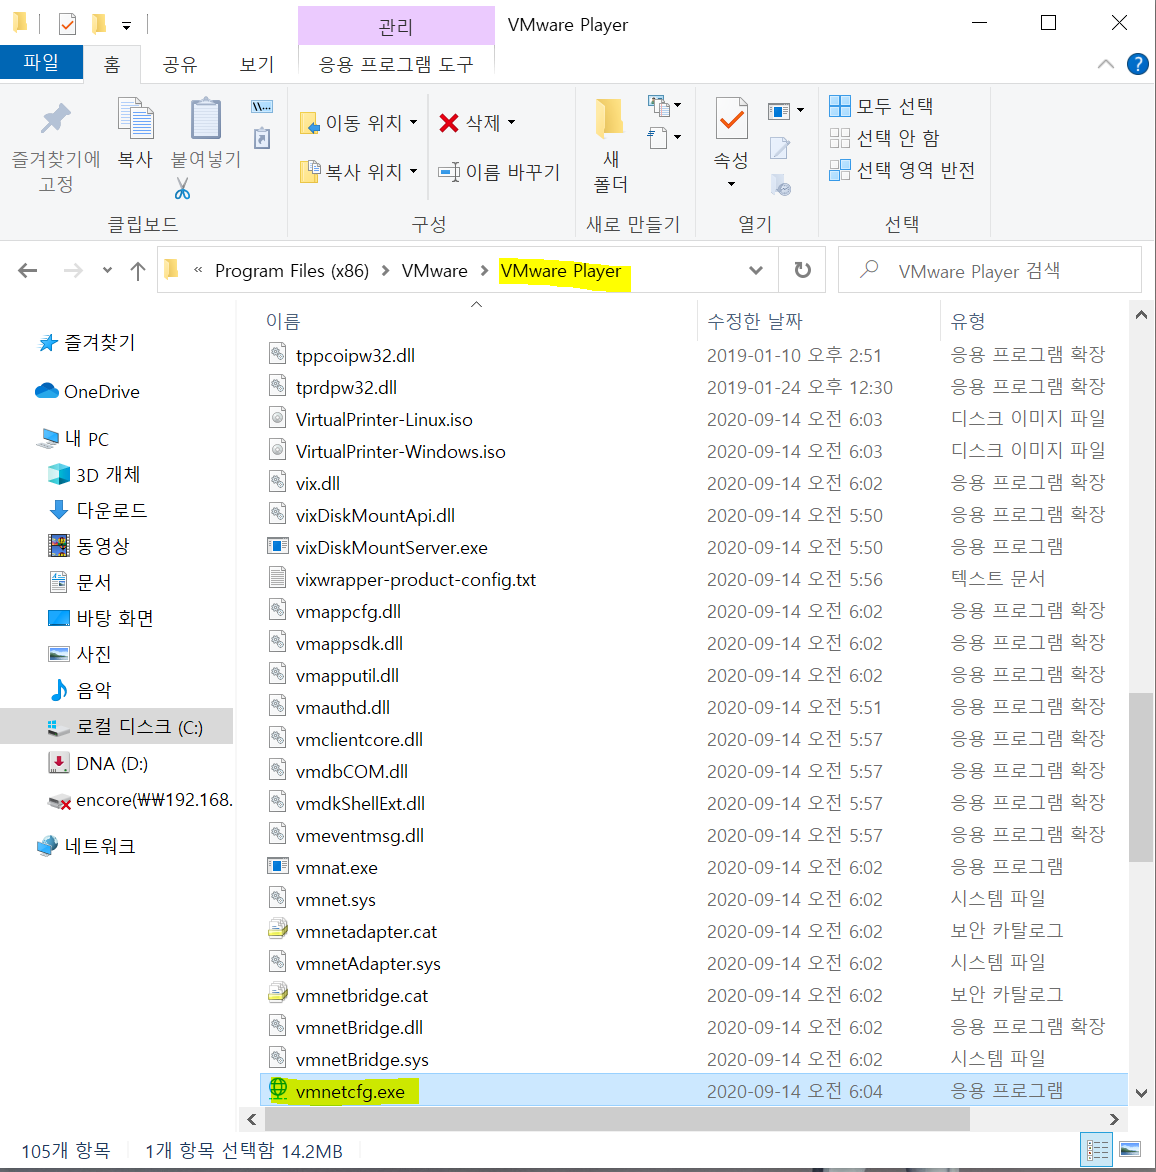 관리
VMware Player
파일
홈
공유
보기
응용 프로그램 도구
?
즐겨찾기에
고정
복사
붙여넣기
\\...
이동 위치
복사 위치
삭제
이름 바꾸기
새
폴더
속성
모두 선택
선택 안 함
선택 영역 반전
클립보드
구성
새로 만들기
열기
선택
« Program Files (x86) > VMware > VMware Player
VMware Player 검색
즐겨찾기
OneDrive
내 PC
3D 개체
다운로드
동영상
문서
바탕 화면
사진
음악
로컬 디스크 (C:)
DNA (D:)
encore(₩₩192.168.
네트워크
이름 수정한 날짜 유형
tppcoipw32.dll 2019-01-10 오후 2:51 응용 프로그램 확장
tprdpw32.dll 2019-01-24 오후 12:30 응용 프로그램 확장
VirtualPrinter-Linux.iso 2020-09-14 오전 6:03 디스크 이미지 파일
VirtualPrinter-Windows.iso 2020-09-14 오전 6:03 디스크 이미지 파일
vix.dll 2020-09-14 오전 6:02 응용 프로그램 확장
vixDiskMountApi.dll 2020-09-14 오전 5:50 응용 프로그램 확장
vixDiskMountServer.exe 2020-09-14 오전 5:50 응용 프로그램
vixwrapper-product-config.txt 2020-09-14 오전 5:56 텍스트 문서
vmappcfg.dll 2020-09-14 오전 6:02 응용 프로그램 확장
vmappsdk.dll 2020-09-14 오전 6:02 응용 프로그램 확장
vmapputil.dll 2020-09-14 오전 6:02 응용 프로그램 확장
vmauthd.dll 2020-09-14 오전 5:51 응용 프로그램 확장
vmclientcore.dll 2020-09-14 오전 5:57 응용 프로그램 확장
vmdbCOM.dll 2020-09-14 오전 5:57 응용 프로그램 확장
vmdkShellExt.dll 2020-09-14 오전 5:57 응용 프로그램 확장
vmeventmsg.dll 2020-09-14 오전 5:57 응용 프로그램 확장
vmnat.exe 2020-09-14 오전 6:02 응용 프로그램
vmnet.sys 2020-09-14 오전 6:02 시스템 파일
vmnetadapter.cat 2020-09-14 오전 6:02 보안 카탈로그
vmnetAdapter.sys 2020-09-14 오전 6:02 시스템 파일
vmnetbridge.cat 2020-09-14 오전 6:02 보안 카탈로그
vmnetBridge.dll 2020-09-14 오전 6:02 응용 프로그램 확장
vmnetBridge.sys 2020-09-14 오전 6:02 시스템 파일
vmnetcfg.exe 2020-09-14 오전 6:04 응용 프로그램
105개 항목 1개 항목 선택함 14.2MB